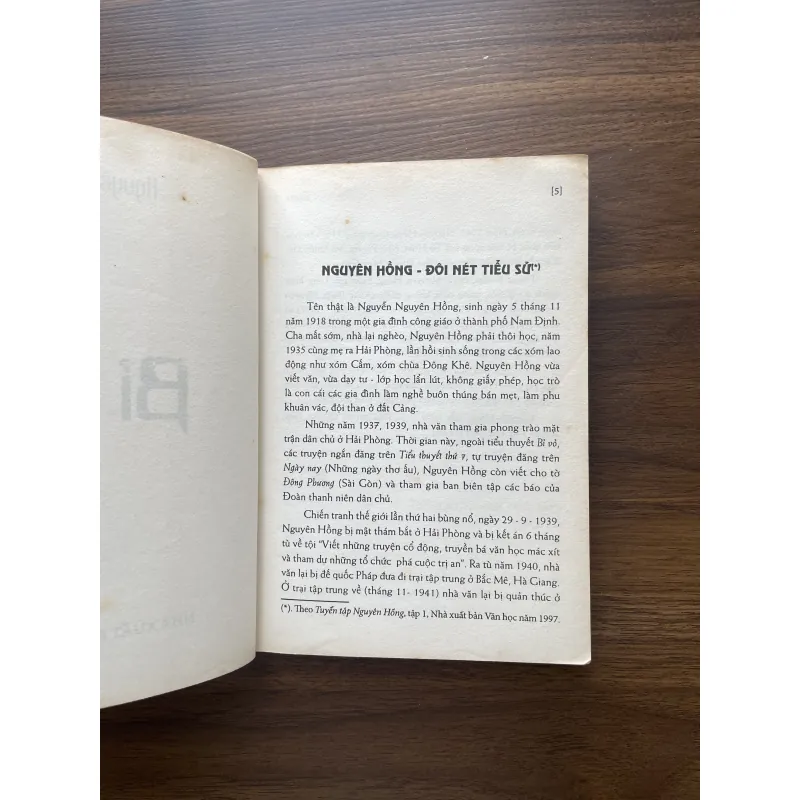 [5]
NGUYÊN HỒNG - ĐÔI NÉT TIỂU SỬ(*)
Tên thật là Nguyễn Nguyên Hồng, sinh ngày 5 tháng 11
năm 1918 trong một gia đình công giáo ở thành phố Nam Định.
Cha mất sớm, nhà lại nghèo, Nguyên Hồng phải thôi học, năm
1935 cùng mẹ ra Hải Phòng, lần hồi sinh sống trong các xóm lao
động như xóm Cấm, xóm chùa Đông Khê. Nguyên Hồng vừa
viết văn, vừa dạy tư - lớp học lẩn lút, không giấy phép, học trò
là con cái các gia đình làm nghề buôn thúng bán mẹt, làm phu
khuân vác, đội than ở đất Cảng.
Những năm 1937, 1939, nhà văn tham gia phong trào mặt
trận dân chủ ở Hải Phòng. Thời gian này, ngoài tiểu thuyết Bỉ vỏ,
các truyện ngắn đăng trên Tiểu thuyết thứ 7, tự truyện đăng trên
Ngày nay (Những ngày thơ ấu), Nguyên Hồng còn viết cho tờ
Đông Phương (Sài Gòn) và tham gia ban biên tập các báo của
Đoàn thanh niên dân chủ.
Chiến tranh thế giới lần thứ hai bùng nổ, ngày 29 - 9 - 1939,
Nguyên Hồng bị mật thám bắt ở Hải Phòng và bị kết án 6 tháng
tù về tội "Viết những truyện cổ động, truyền bá văn học mác xít
và tham dự những tổ chức phá cuộc trị an". Ra tù năm 1940, nhà
văn lại bị đế quốc Pháp đưa đi trại tập trung ở Bắc Mê, Hà Giang.
Ở trại tập trung về (tháng 11- 1941) nhà văn lại bị quản thúc ở
(*). Theo Tuyển tập Nguyên Hồng, tập 1, Nhà xuất bản Văn học năm 1997.